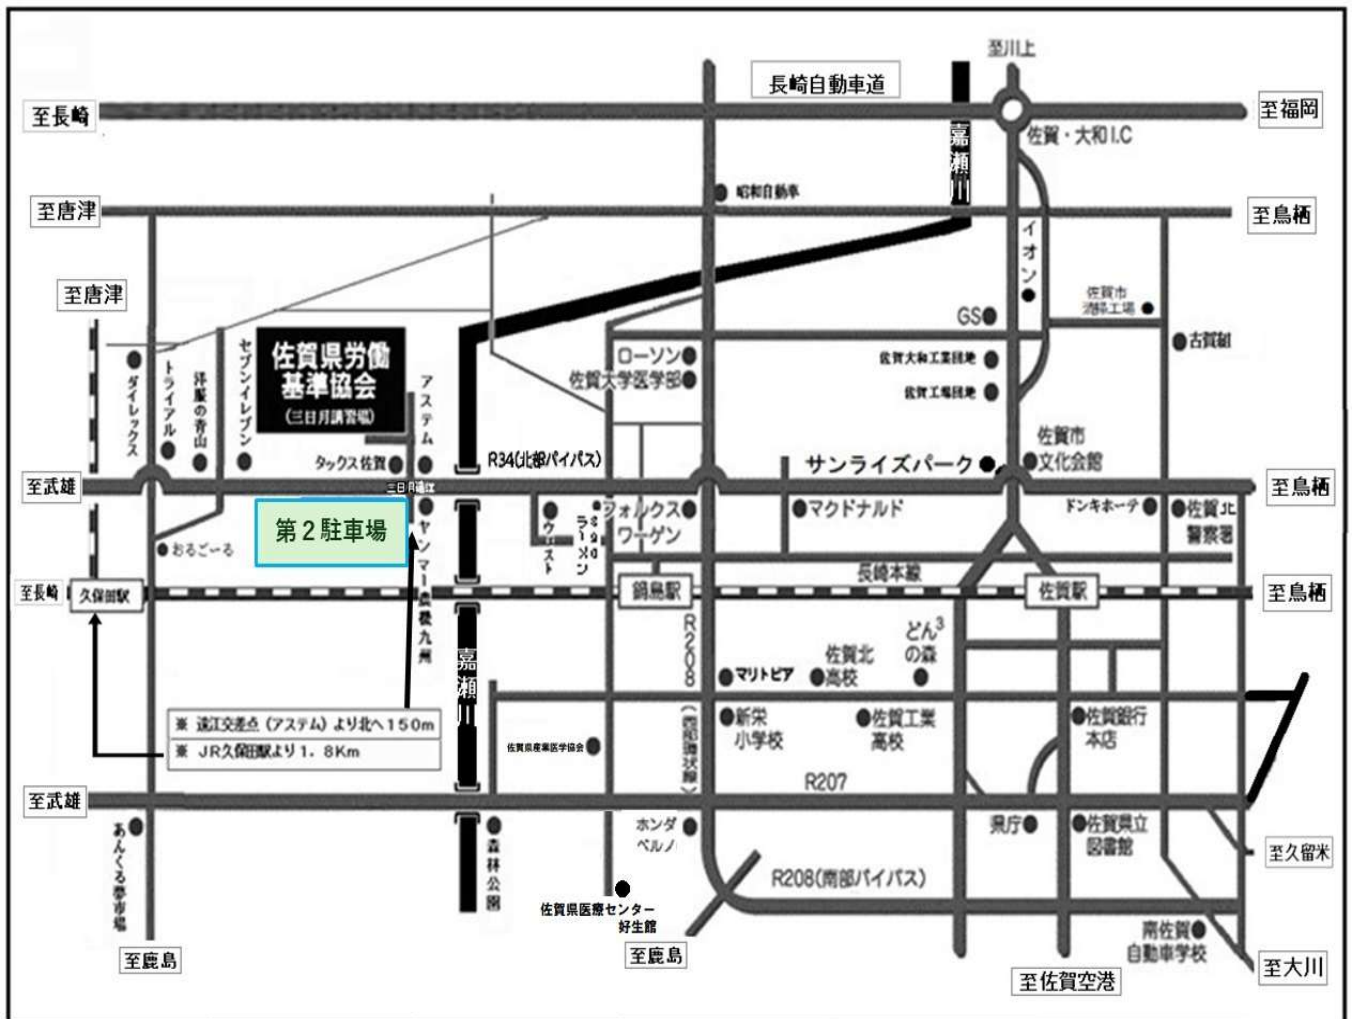 至川上
長崎自動車道
至長崎
至福岡
佐賀・大和I.C
嘉瀬川
昭和自動車
至唐津
至鳥栖
イオン
至唐津
佐賀市
清掃工場
GS
古賀組
佐賀県労働
基準協会
(三日月講習場)
ローソン
佐賀大学医学部
佐賀大和工業団地
佐賀工場団地
ダイレックス
トライアル
洋服の青山
セブンイレブン
アステム
タックス佐賀
R34(北部バイパス)
サンライズパーク
佐賀市
文化会館
至武雄
至鳥栖
第2駐車場
おるごーる
ヤンマー農機九州
ウエスト
ラーメン
フォルクス
ワーゲン
マクドナルド
ドンキホーテ
佐賀北
警察署
長崎本線
至長崎
久保田駅
鍋島駅
佐賀駅
至鳥栖
R208
(西部環状線)
どん3
の森
マリトピア
佐賀北
高校
嘉瀬川
※ 遠江交差点(アステム)より北へ150m
※ JR久保田駅より1.8Km
新栄
小学校
佐賀工業
高校
佐賀銀行
本店
佐賀県産業医学協会
R207
至武雄
あんくる夢市場
森林公園
ホンダ
ベルノ
県庁
佐賀県立
図書館
至久留米
R208(南部バイパス)
佐賀県医療センター
好生館
南佐賀
自動車学校
至鹿島
至鹿島
至佐賀空港
至大川